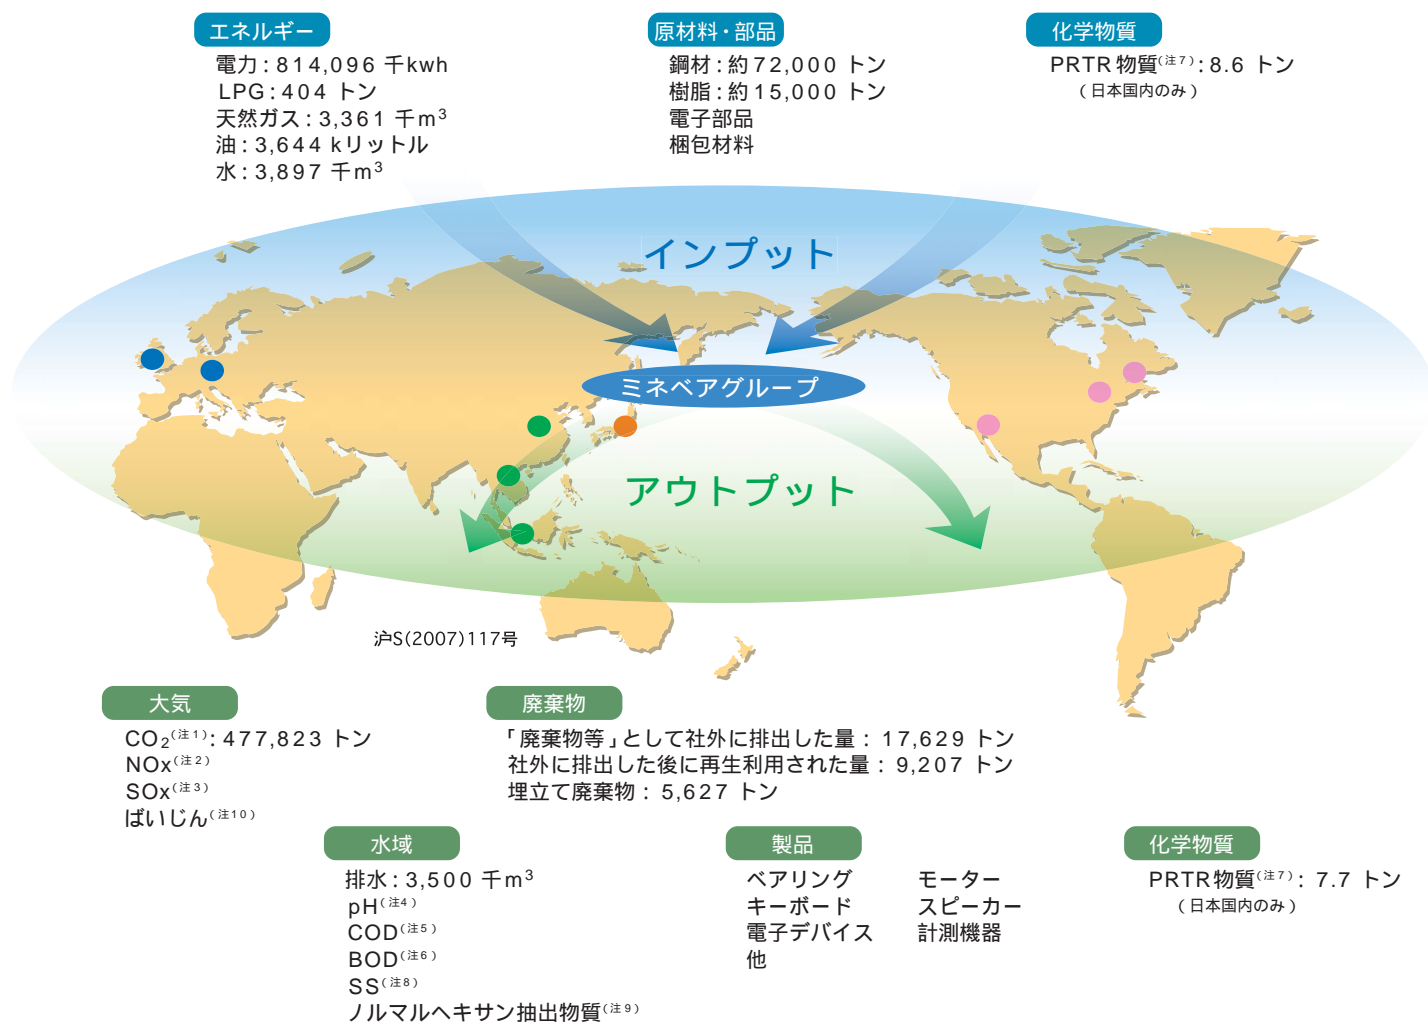 エネルギー
電力：814,096 千kwh
LPG：404 トン
天然ガス：3,361 千m³
油：3,644 kリットル
水：3,897 千m³
原材料・部品
鋼材：約72,000 トン
樹脂：約15,000 トン
電子部品
梱包材料
化学物質
PRTR物質(注7)：8.6 トン
（日本国内のみ）
インプット
ミネベアグループ
アウトプット
沪S(2007)117号
大気
CO₂(注1)：477,823 トン
NOx(注2)
SOx(注3)
ばいじん(注10)
廃棄物
「廃棄物等」として社外に排出した量：17,629 トン
社外に排出した後に再生利用された量：9,207 トン
埋立て廃棄物：5,627 トン
水域
排水：3,500 千m³
pH(注4)
COD(注5)
BOD(注6)
SS(注8)
ノルマルヘキサン抽出物質(注9)
製品
ベアリング モーター
キーボード スピーカー
電子デバイス 計測機器
他
化学物質
PRTR物質(注7)：7.7 トン
（日本国内のみ）